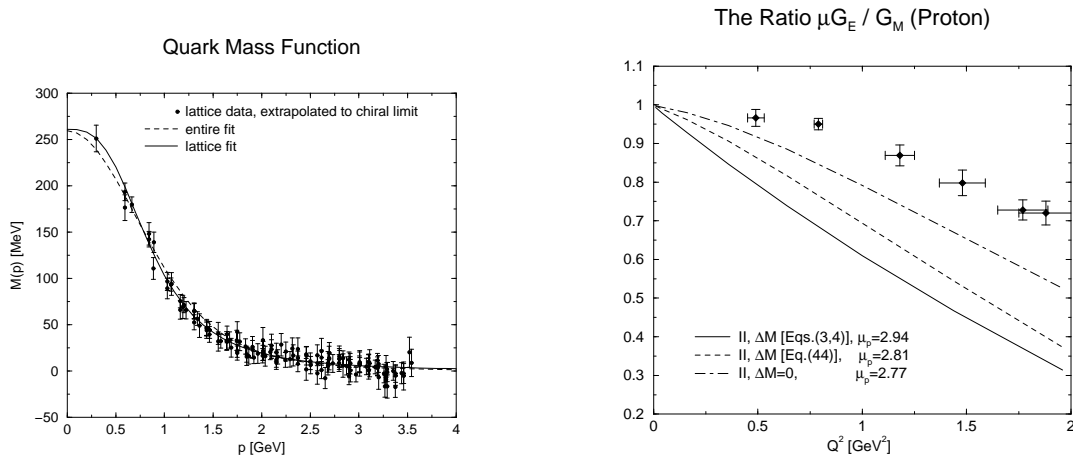 Quark Mass Function
300
250
200
150
100
50
0
−50
M(p) [MeV]
0
0.5
1
1.5
2
2.5
3
3.5
4
p [GeV]
lattice data, extrapolated to chiral limit
entire fit
lattice fit
The Ratio μG_E / G_M (Proton)
1.1
1
0.9
0.8
0.7
0.6
0.5
0.4
0.3
0.2
II, ΔM [Eqs.(3,4)], μ_p=2.94
II, ΔM [Eq.(44)], μ_p=2.81
II, ΔM=0, μ_p=2.77
0
0.5
1
1.5
2
Q² [GeV²]